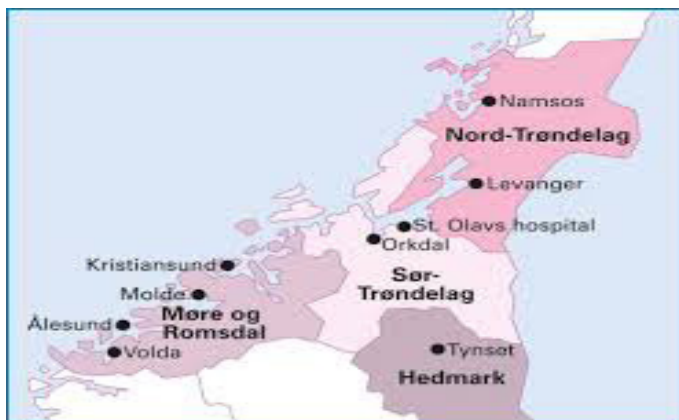 Namsos
Nord-Trøndelag
Levanger
St. Olavs hospital
Orkdal
Kristiansund
Sør-
Trøndelag
Molde
Møre og
Romsdal
Ålesund
Volda
Tynset
Hedmark